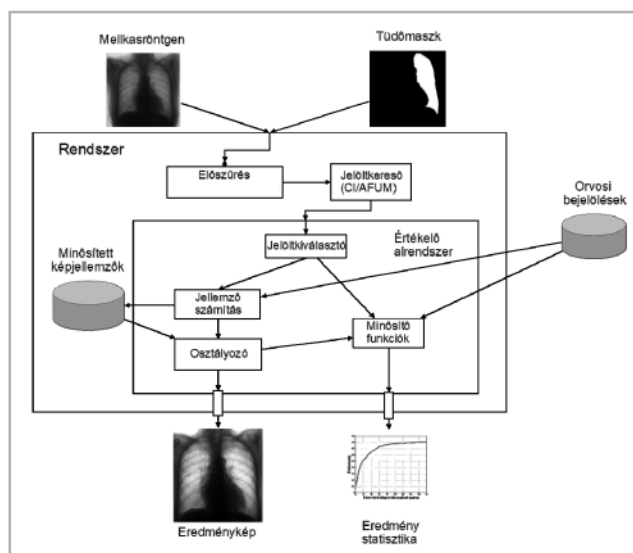 Mellkasröntgen
Tüdőmaszk
Rendszer
Előszűrés
Jelöltkereső
(CI/AFUM)
Orvosi
bejelölések
Jelöltkiválasztó
Értékelő
alrendszer
Minősített
képjellemzők
Jellemző
számítás
Minősítő
funkciók
Osztályozó
Eredménykép
Eredmény
statisztika